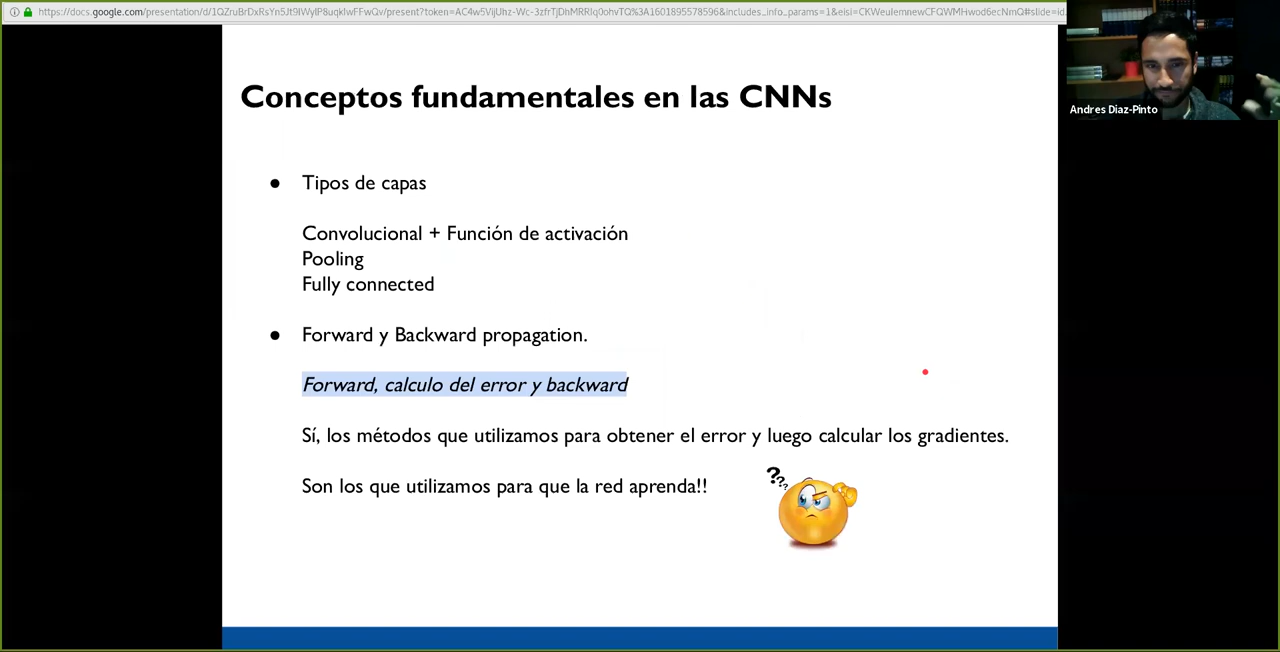 Conceptos fundamentales en las CNNs
Andres Diaz-Pinto
● Tipos de capas
Convolucional + Función de activación
Pooling
Fully connected
● Forward y Backward propagation.
Forward, calculo del error y backward
Sí, los métodos que utilizamos para obtener el error y luego calcular los gradientes.
Son los que utilizamos para que la red aprenda!!
???